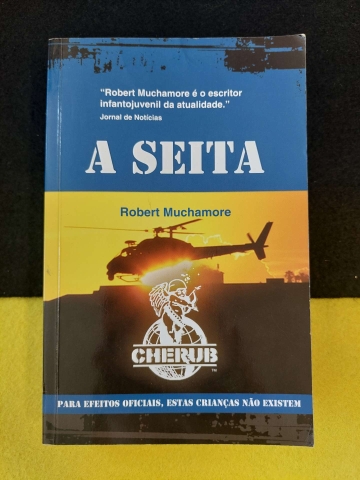 "Robert Muchamore é o escritor
infantojuvenil da atualidade."
Jornal de Notícias
A SEITA
Robert Muchamore
CHERUB
TM
PARA EFEITOS OFICIAIS, ESTAS CRIANÇAS NÃO EXISTEM